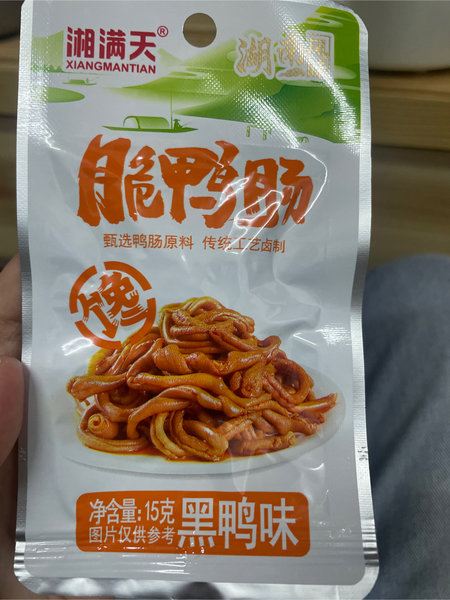 湘满天®
XIANGMANTIAN
脆鸭肠
甄选鸭肠原料 传统工艺卤制
馋
净含量:15克
图片仅供参考
黑鸭味